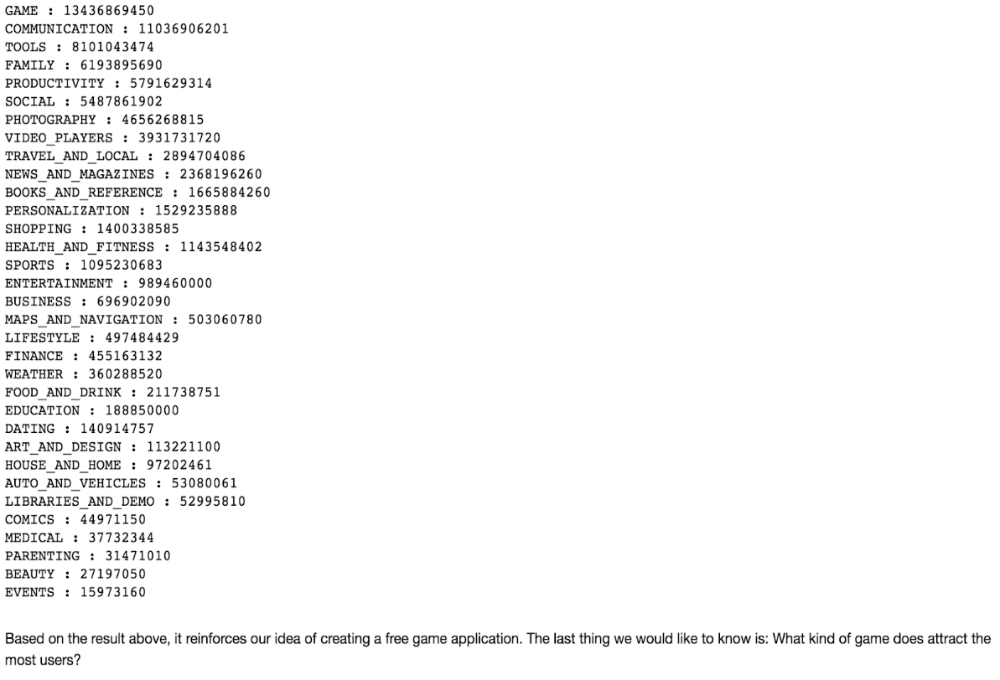 GAME : 13436869450
COMMUNICATION : 11036906201
TOOLS : 8101043474
FAMILY : 6193895690
PRODUCTIVITY : 5791629314
SOCIAL : 5487861902
PHOTOGRAPHY : 4656268815
VIDEO_PLAYERS : 3931731720
TRAVEL_AND_LOCAL : 2894704086
NEWS_AND_MAGAZINES : 2368196260
BOOKS_AND_REFERENCE : 1665884260
PERSONALIZATION : 1529235888
SHOPPING : 1400338585
HEALTH_AND_FITNESS : 1143548402
SPORTS : 1095230683
ENTERTAINMENT : 989460000
BUSINESS : 696902090
MAPS_AND_NAVIGATION : 503060780
LIFESTYLE : 497484429
FINANCE : 455163132
WEATHER : 360288520
FOOD_AND_DRINK : 211738751
EDUCATION : 188850000
DATING : 140914757
ART_AND_DESIGN : 113221100
HOUSE_AND_HOME : 97202461
AUTO_AND_VEHICLES : 53080061
LIBRARIES_AND_DEMO : 52995810
COMICS : 44971150
MEDICAL : 37732344
PARENTING : 31471010
BEAUTY : 27197050
EVENTS : 15973160
Based on the result above, it reinforces our idea of creating a free game application. The last thing we would like to know is: What kind of game does attract the
most users?